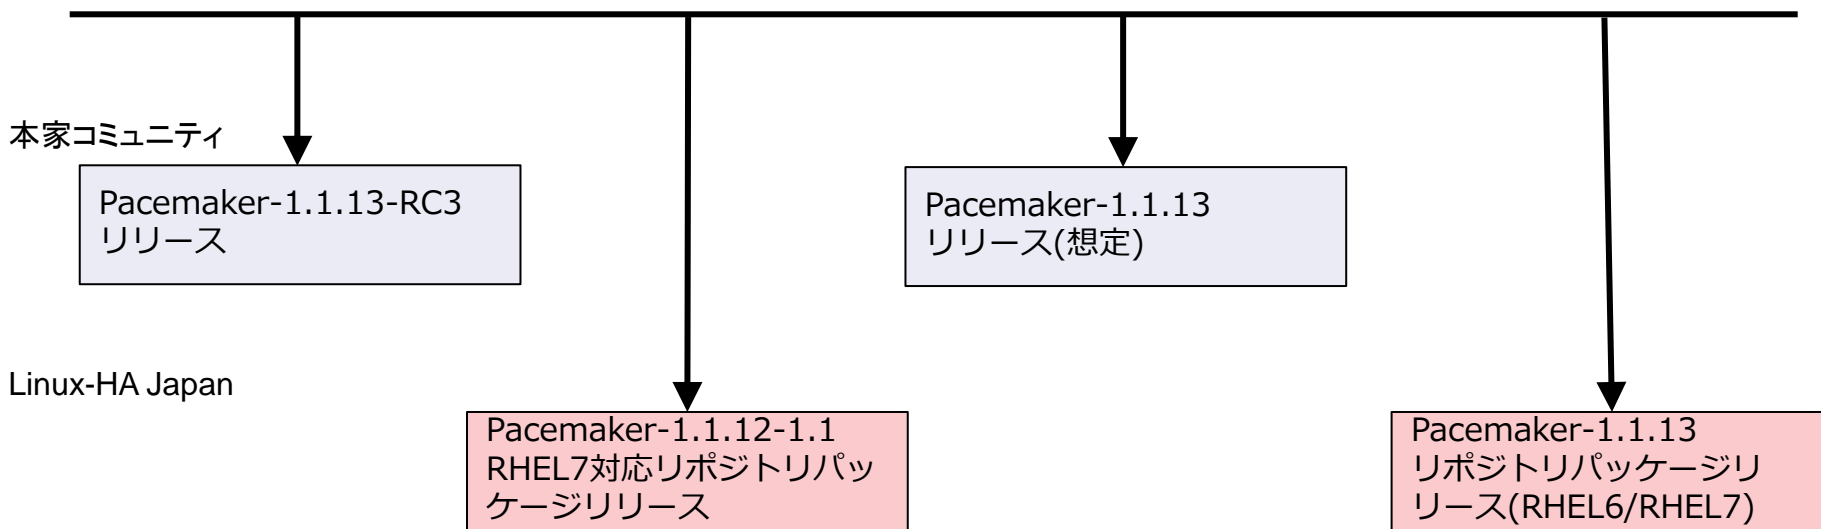 本家コミュニティ
Pacemaker-1.1.13-RC3
リリース
Pacemaker-1.1.13
リリース(想定)
Linux-HA Japan
Pacemaker-1.1.12-1.1
RHEL7対応リポジトリパッ
ケージリリース
Pacemaker-1.1.13
リポジトリパッケージリ
リース(RHEL6/RHEL7)